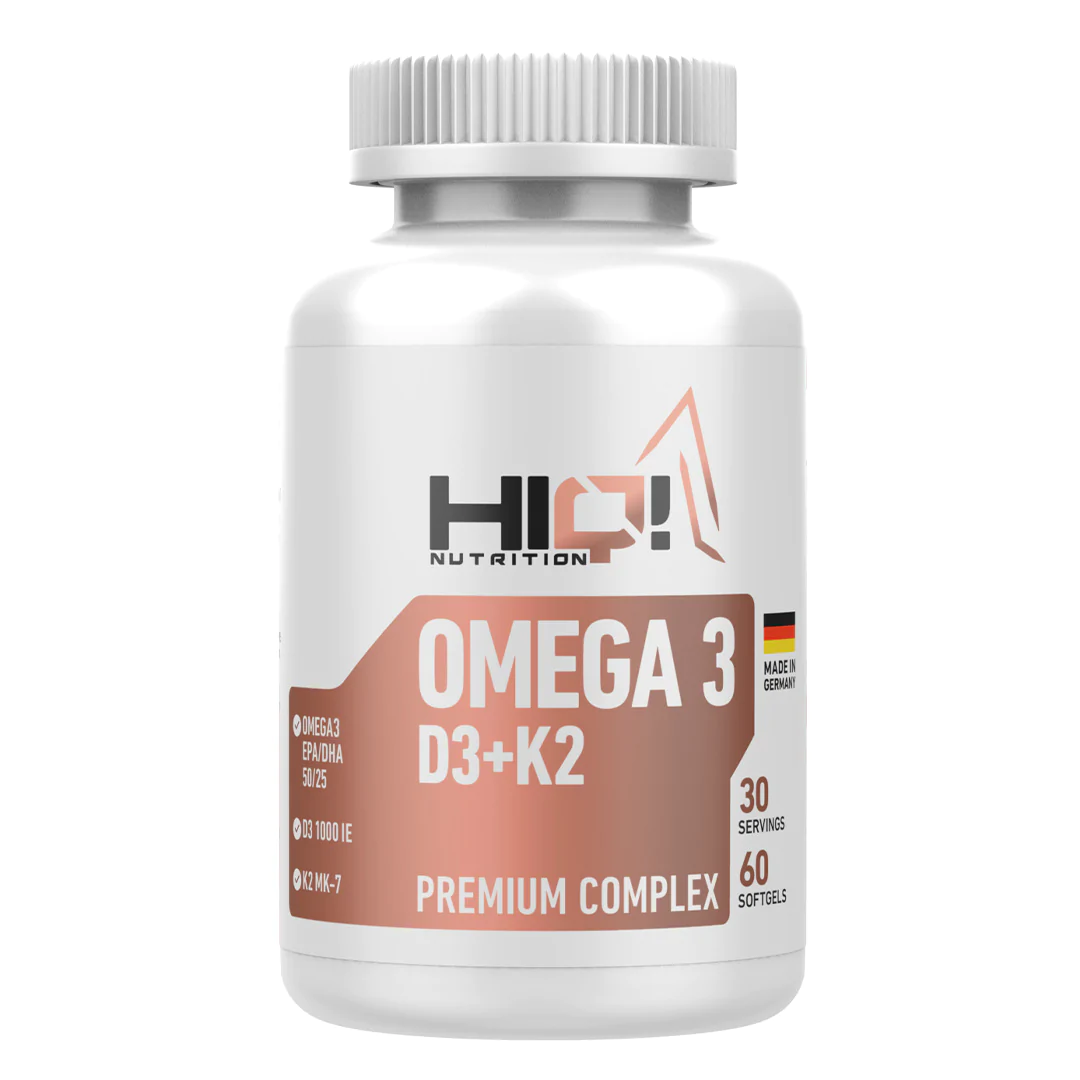 HIQ!
NUTRITION
OMEGA 3
D3+K2
PREMIUM COMPLEX
OMEGA3
EPA/DHA
50/25
D3 1000 IE
K2 MK-7
MADE IN
GERMANY
30
SERVINGS
60
SOFTGELS